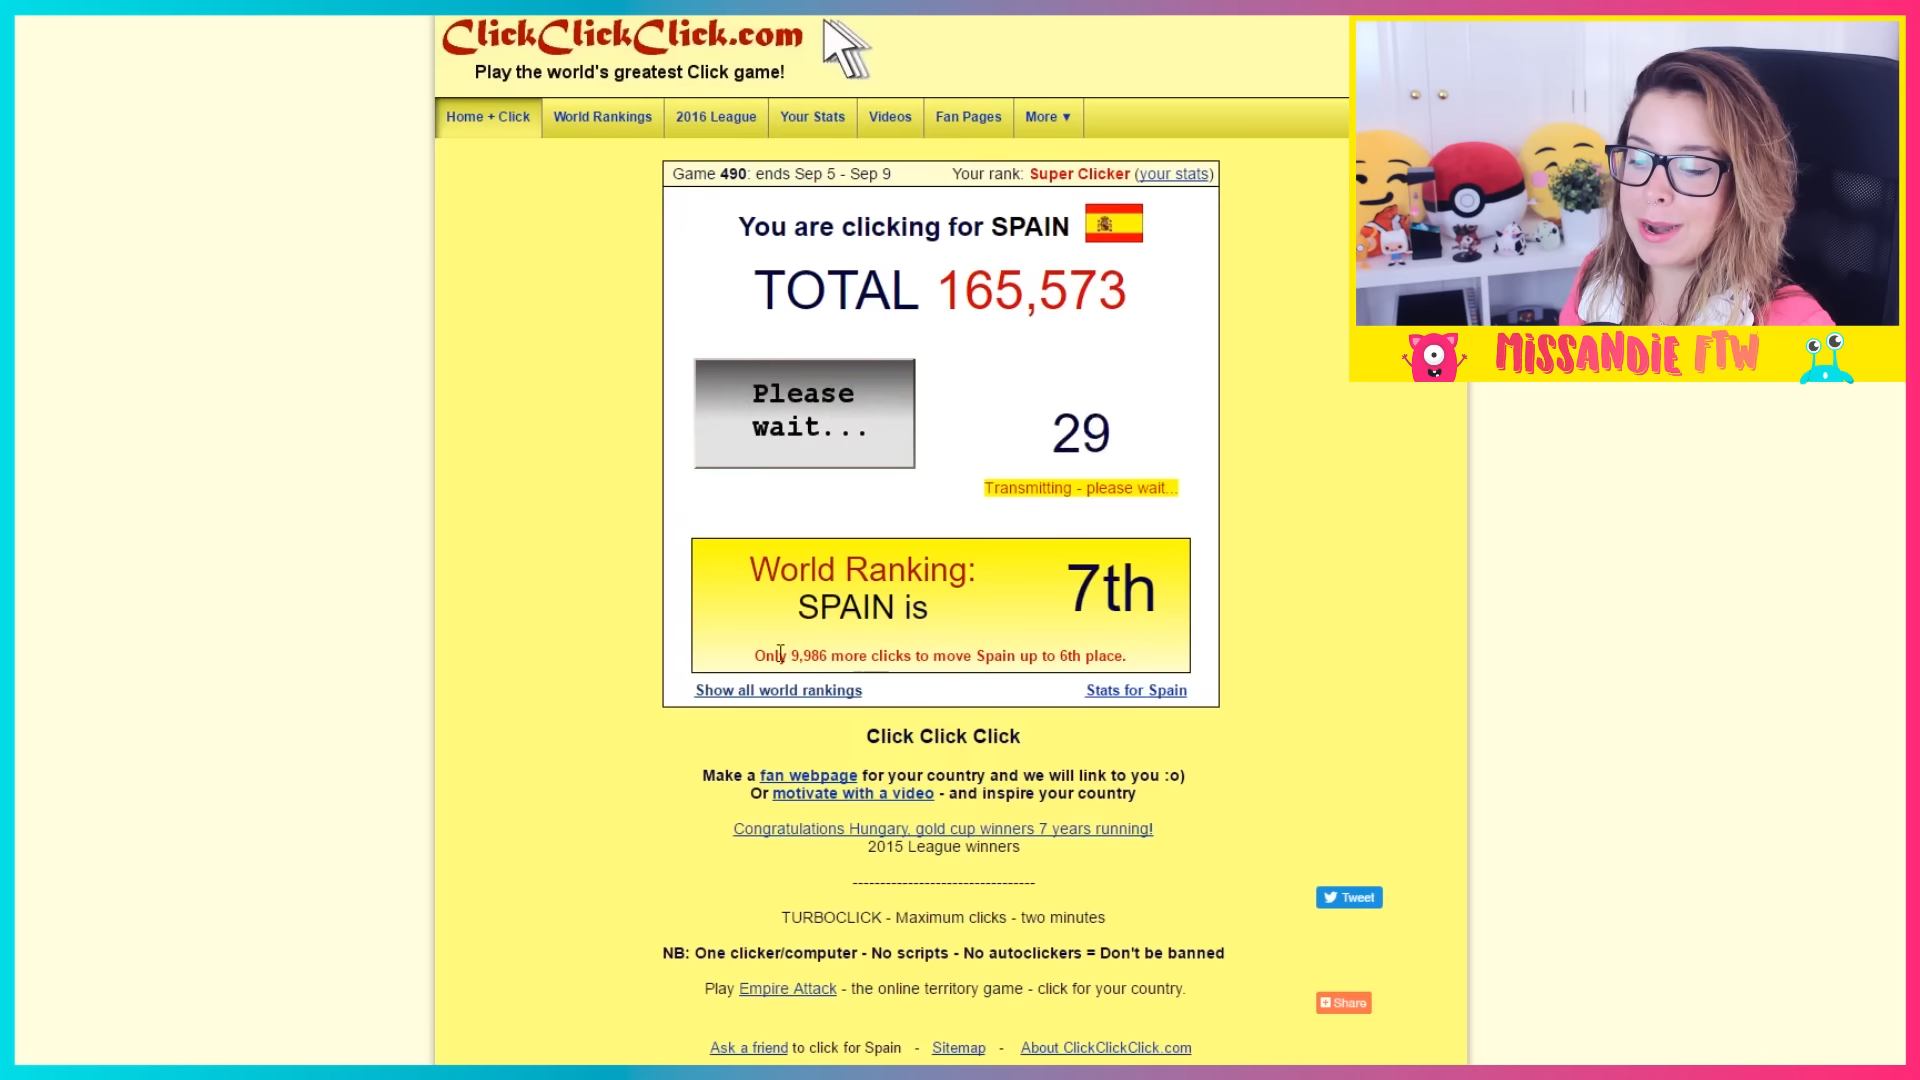 ClickClickClick.com
Play the world's greatest Click game!
Home + Click World Rankings 2016 League Your Stats Videos Fan Pages More ▼
MISSANDIE FTW
Game 490: ends Sep 5 - Sep 9 Your rank: Super Clicker (your stats)
You are clicking for SPAIN
TOTAL 165,573
Please
wait...
29
Transmitting - please wait...
World Ranking: 7th
SPAIN is
Only 9,986 more clicks to move Spain up to 6th place.
Show all world rankings Stats for Spain
Click Click Click
Make a fan webpage for your country and we will link to you :o)
Or motivate with a video - and inspire your country
Congratulations Hungary, gold cup winners 7 years running!
2015 League winners
---------------------------------
Tweet
TURBOCLICK - Maximum clicks - two minutes
NB: One clicker/computer - No scripts - No autoclickers = Don't be banned
Play Empire Attack - the online territory game - click for your country.
Share
Ask a friend to click for Spain - Sitemap - About ClickClickClick.com